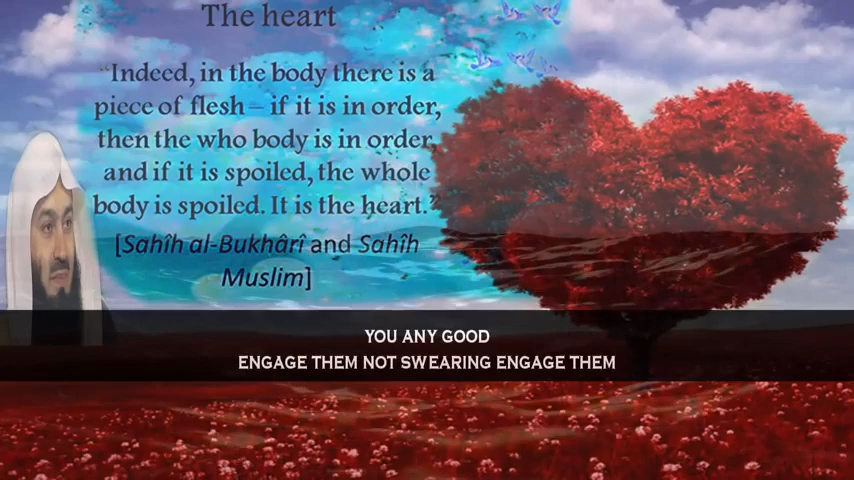 The heart
"Indeed, in the body there is a
piece of flesh – if it is in order,
then the who body is in order,
and if it is spoiled, the whole
body is spoiled. It is the heart."
[Sahîh al-Bukhârî and Sahîh
Muslim]
YOU ANY GOOD
ENGAGE THEM NOT SWEARING ENGAGE THEM